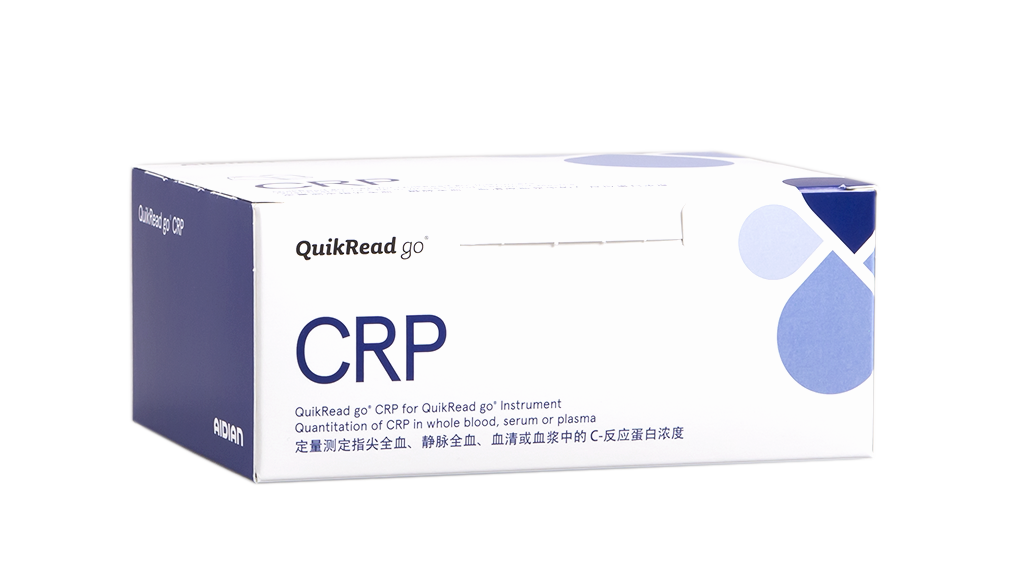 CRP
QuikRead go® CRP
AIDIAN
QuikRead go®
CRP
QuikRead go® CRP for QuikRead go® Instrument
Quantitation of CRP in whole blood, serum or plasma
定量测定指尖全血、静脉全血、血清或血浆中的 C-反应蛋白浓度